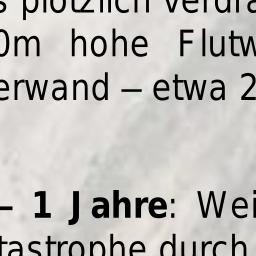 s plötzlich verdrä
0m hohe Flutw
erwand – etwa 2
– 1 Jahre: Wei
tastrophe durch